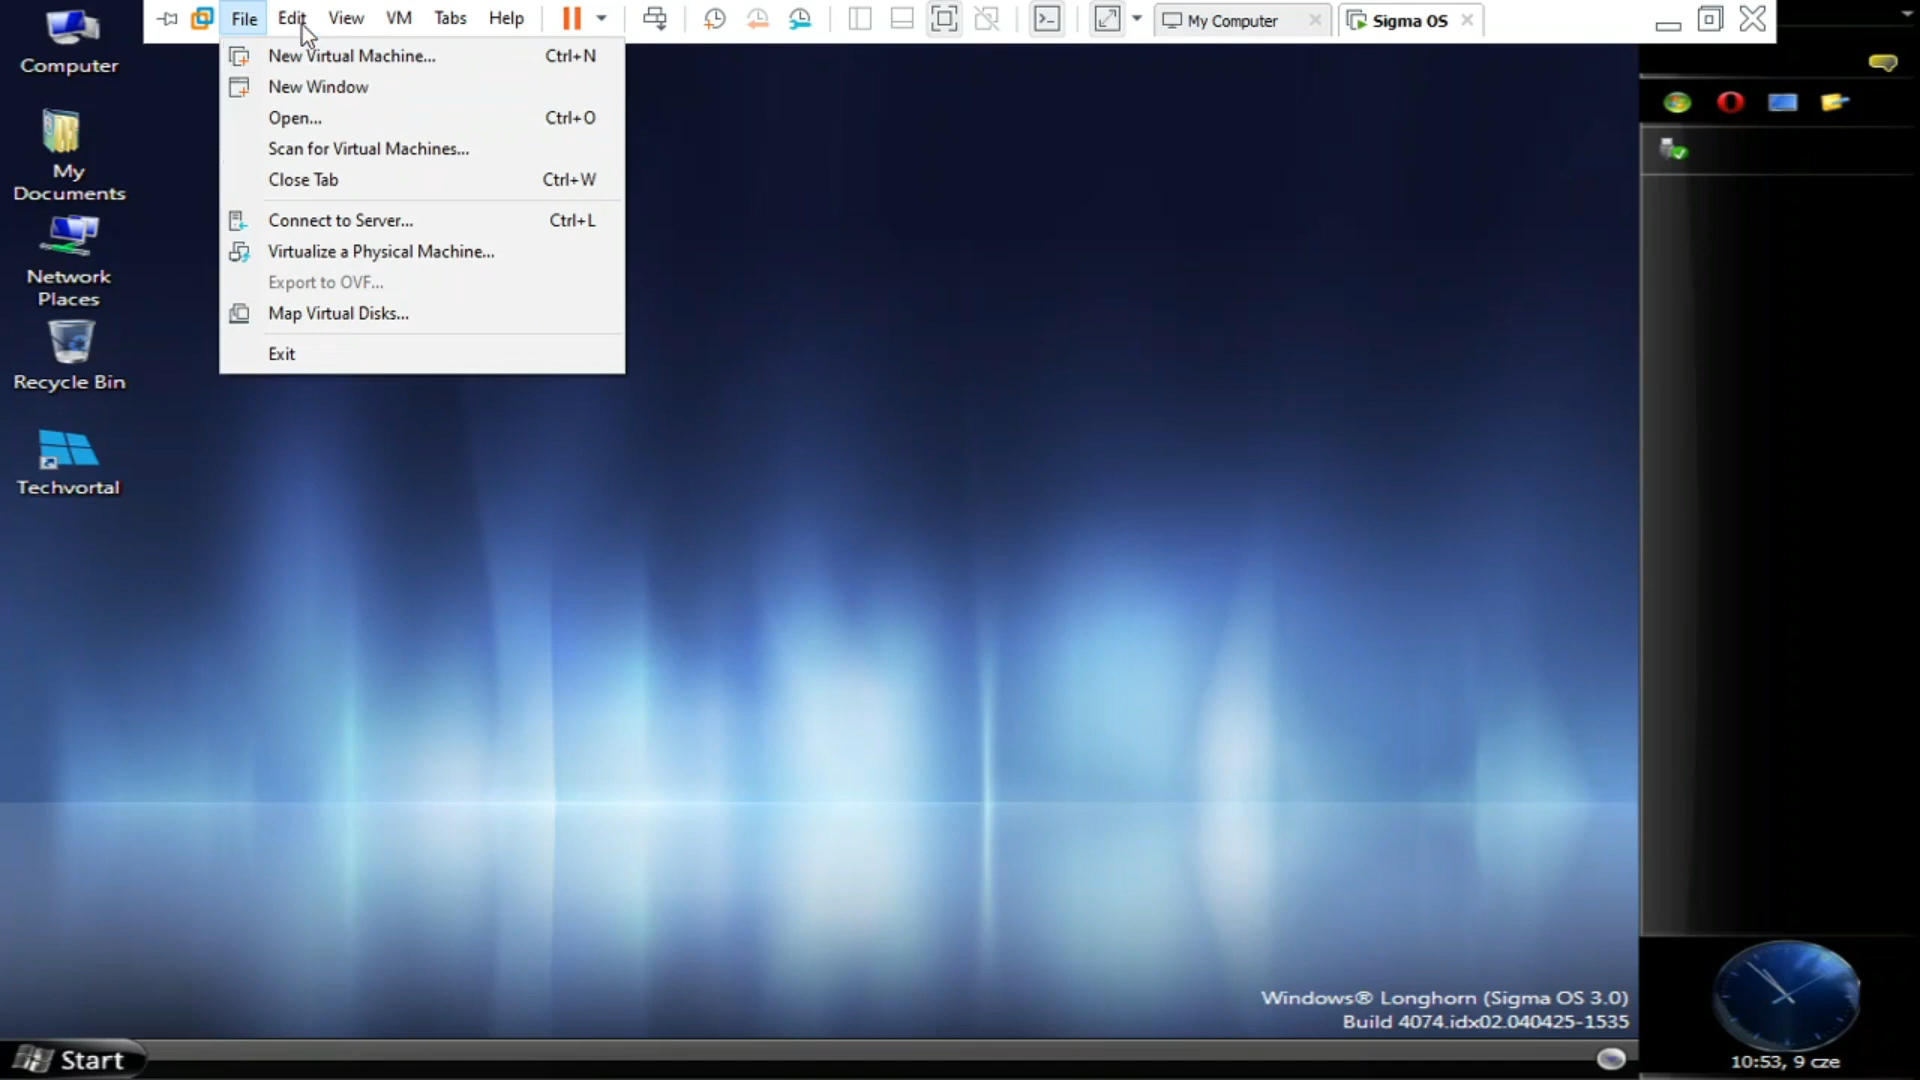 File Edit View VM Tabs Help
My Computer
Sigma OS
New Virtual Machine... Ctrl+N
New Window
Open... Ctrl+O
Scan for Virtual Machines...
Close Tab Ctrl+W
Connect to Server... Ctrl+L
Virtualize a Physical Machine...
Export to OVF...
Map Virtual Disks...
Exit
Computer
My
Documents
Network
Places
Recycle Bin
Techvortal
Windows® Longhorn (Sigma OS 3.0)
Build 4074.idx02.040425-1535
Start
10:53, 9 cze